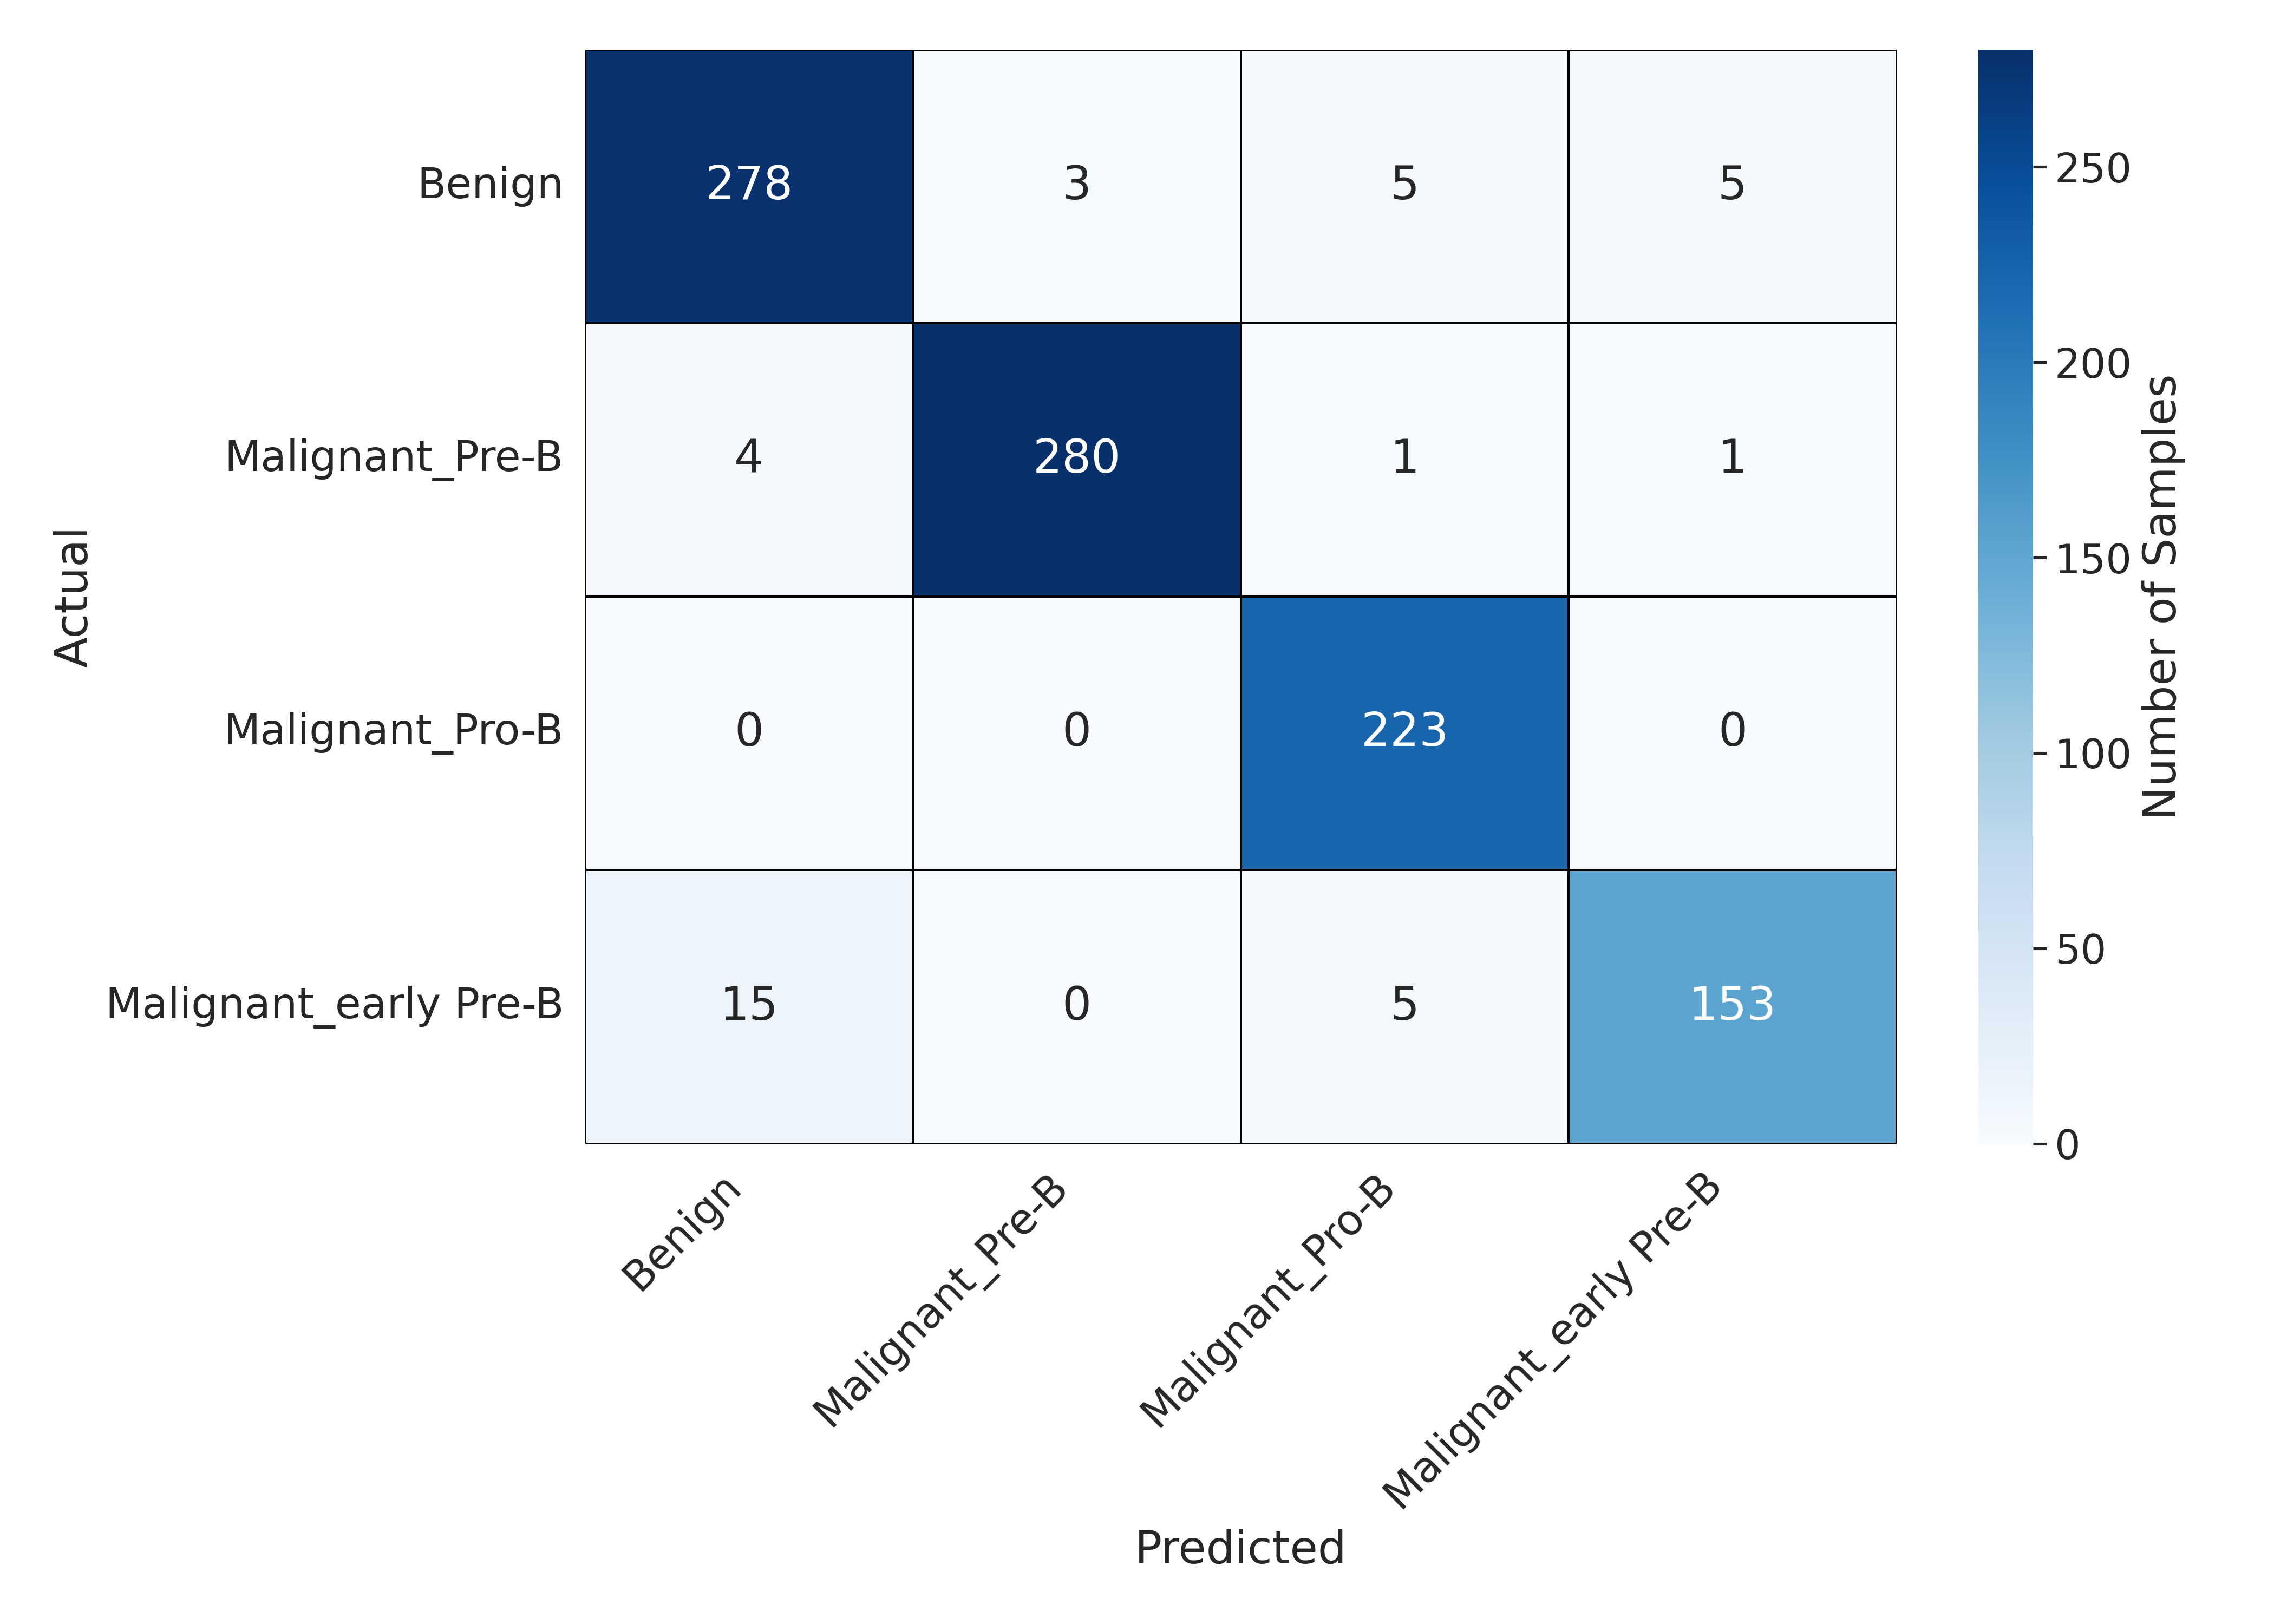 Actual
Benign 278 3 5 5
Malignant_Pre-B 4 280 1 1
Malignant_Pro-B 0 0 223 0
Malignant_early Pre-B 15 0 5 153
Benign
Malignant_Pre-B
Malignant_Pro-B
Malignant_early Pre-B
Predicted
250
200
150
100
50
0
Number of Samples